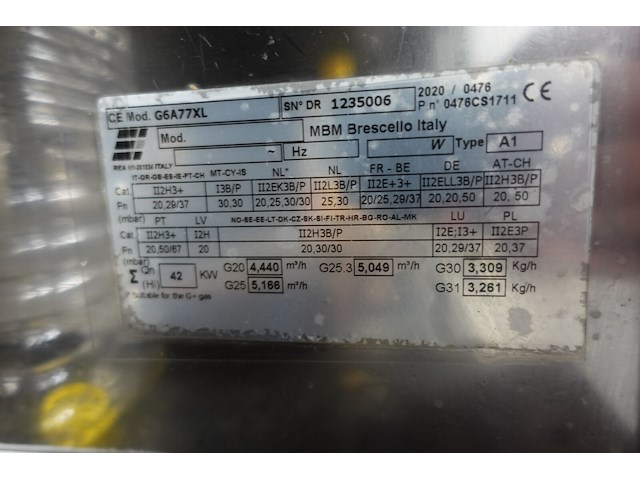 CE Mod. G6A77XL SN° DR 1235006 2020 / 0476 CE
P n° 0476CS1711
Mod. MBM Brescello Italy
~ Hz W Type A1
IT-GR-GB-ES-IE-PT-CH MT-CY-IS NL* NL FR - BE DE AT-CH
Cat. II2H3+ I3B/P II2EK3B/P II2L3B/P II2E+3+ II2ELL3B/P II2H3B/P
Pn 20,29/37 30,30 20,25,30/30 25,30 20/25,29/37 20,20,50 20, 50
(mbar) PT LV NO-SE-EE-LT-DK-CZ-SK-SI-FI-TR-HR-BG-RO-AL-MK LU PL
Cat. II2H3+ I2H II2H3B/P I2E;I3+ II2E3P
Pn 20,50/67 20 20,30/30 20,29/37 20,37
(mbar)
Σ Qn (Hi) 42 KW G20 4,440 m³/h G25.3 5,049 m³/h G30 3,309 Kg/h
G25 5,166 m³/h G31 3,261 Kg/h
Suitable for the G+ gas